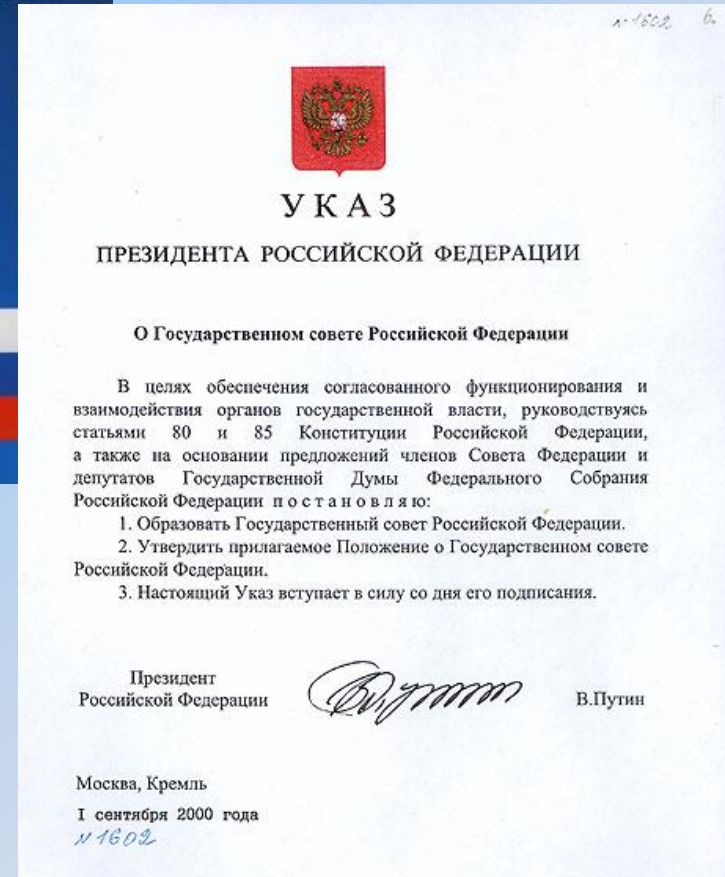 №1602 6.
УКАЗ
ПРЕЗИДЕНТА РОССИЙСКОЙ ФЕДЕРАЦИИ
О Государственном совете Российской Федерации
В целях обеспечения согласованного функционирования и
взаимодействия органов государственной власти, руководствуясь
статьями 80 и 85 Конституции Российской Федерации,
а также на основании предложений членов Совета Федерации и
депутатов Государственной Думы Федерального Собрания
Российской Федерации п о с т а н о в л я ю:
1. Образовать Государственный совет Российской Федерации.
2. Утвердить прилагаемое Положение о Государственном совете
Российской Федерации.
3. Настоящий Указ вступает в силу со дня его подписания.
Президент
Российской Федерации В.Путин
Москва, Кремль
I сентября 2000 года
№1602